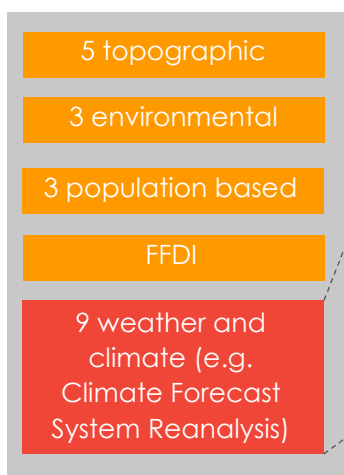 5 topographic
3 environmental
3 population based
FFDI
9 weather and
climate (e.g.
Climate Forecast
System Reanalysis)